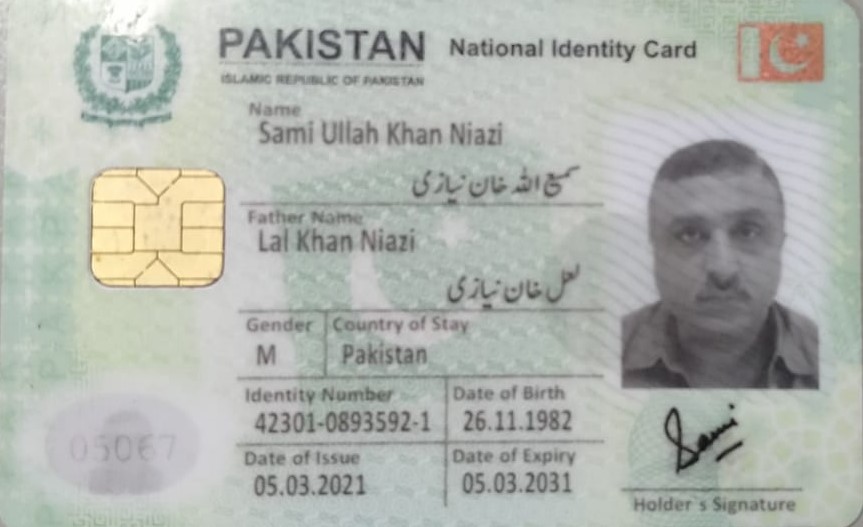 PAKISTAN National Identity Card
ISLAMIC REPUBLIC OF PAKISTAN
Name
Sami Ullah Khan Niazi
سمیع اللہ خان نیازی
Father Name
Lal Khan Niazi
لعل خان نیازی
Gender Country of Stay
M Pakistan
Identity Number Date of Birth
42301-0893592-1 26.11.1982
Date of Issue Date of Expiry
05.03.2021 05.03.2031
05067
Sami
Holder`s Signature